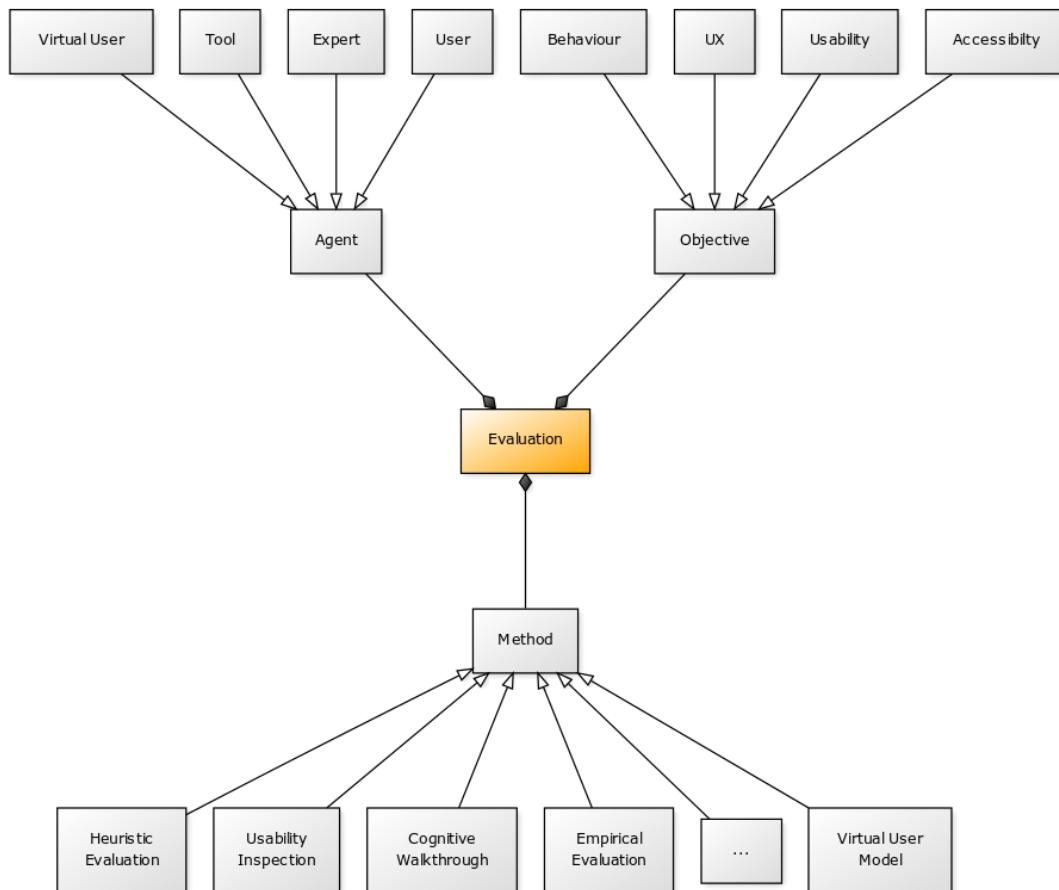 Virtual User
Tool
Expert
User
Behaviour
UX
Usability
Accessibilty
Agent
Objective
Evaluation
Method
Heuristic
Evaluation
Usability
Inspection
Cognitive
Walkthrough
Empirical
Evaluation
...
Virtual User
Model